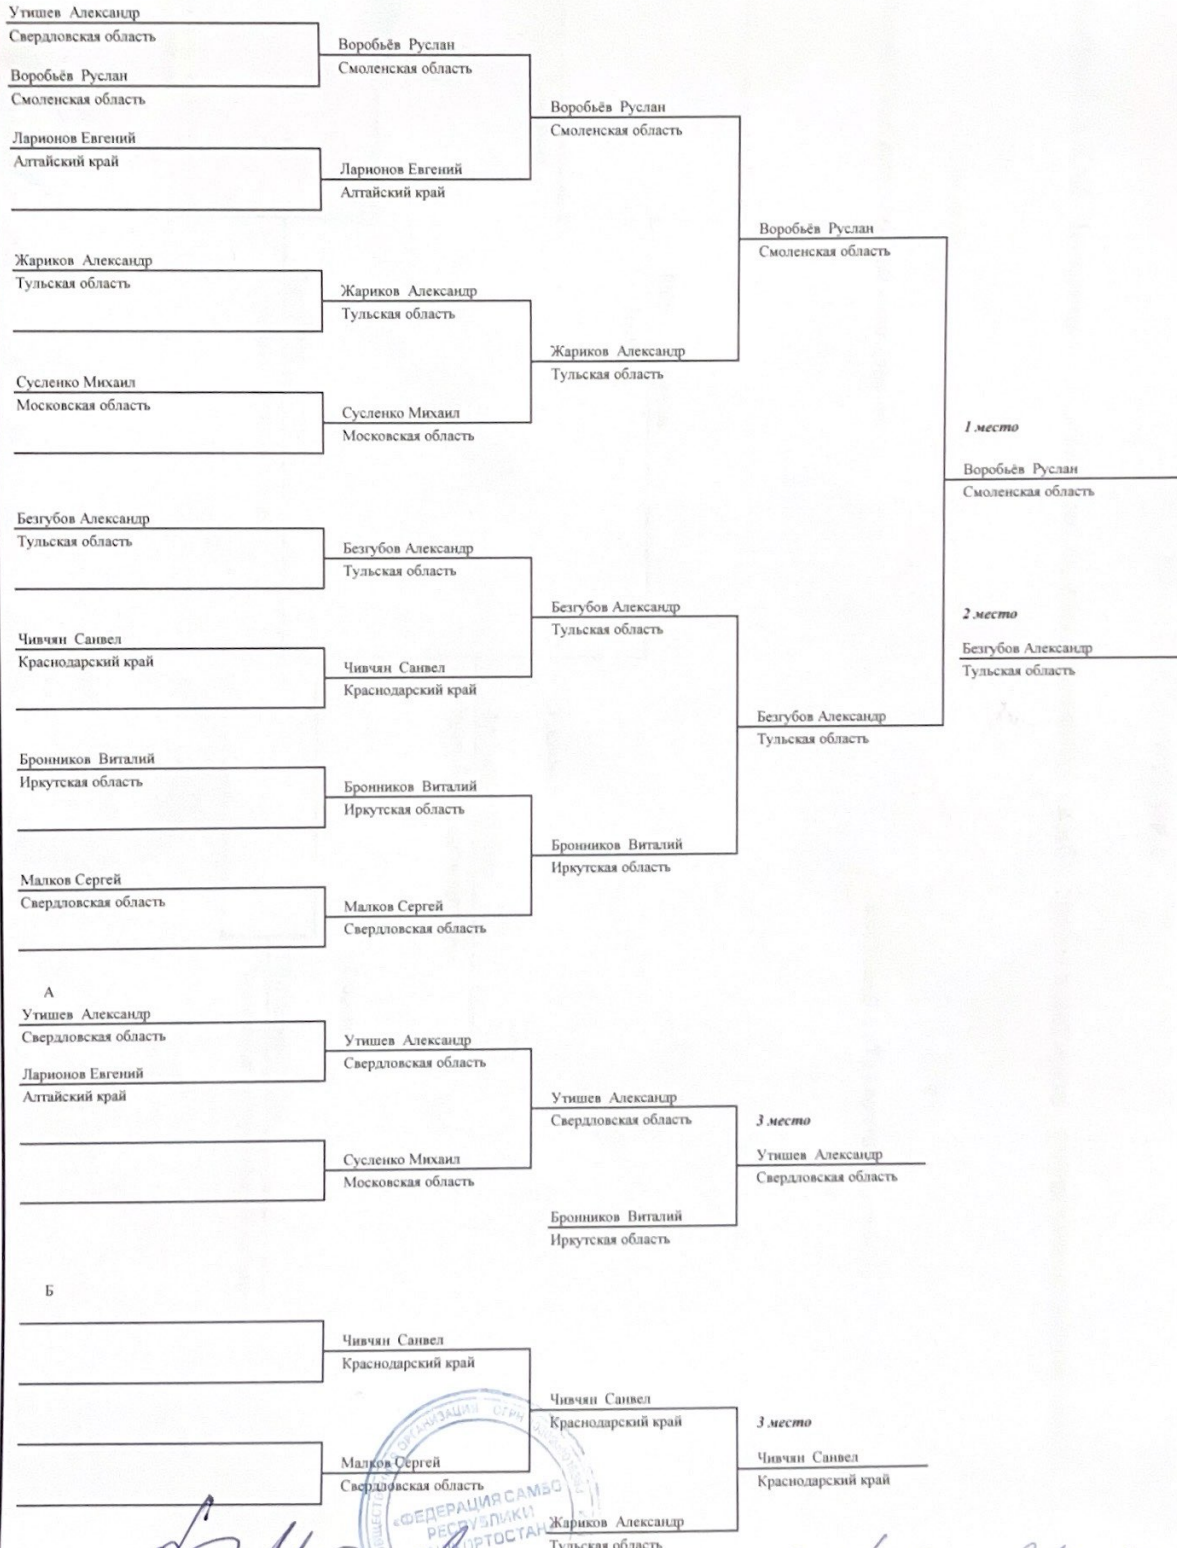 Утишев Александр
Свердловская область
Воробьёв Руслан
Смоленская область
Ларионов Евгений
Алтайский край
Жариков Александр
Тульская область
Сусленко Михаил
Московская область
Безгубов Александр
Тульская область
Чивчян Санвел
Краснодарский край
Бронников Виталий
Иркутская область
Малков Сергей
Свердловская область
Воробьёв Руслан
Смоленская область
Ларионов Евгений
Алтайский край
Жариков Александр
Тульская область
Сусленко Михаил
Московская область
Безгубов Александр
Тульская область
Чивчян Санвел
Краснодарский край
Бронников Виталий
Иркутская область
Малков Сергей
Свердловская область
Воробьёв Руслан
Смоленская область
Жариков Александр
Тульская область
Безгубов Александр
Тульская область
Бронников Виталий
Иркутская область
Воробьёв Руслан
Смоленская область
Безгубов Александр
Тульская область
1 место
Воробьёв Руслан
Смоленская область
2 место
Безгубов Александр
Тульская область
А
Утишев Александр
Свердловская область
Ларионов Евгений
Алтайский край
Утишев Александр
Свердловская область
Сусленко Михаил
Московская область
Утишев Александр
Свердловская область
Бронников Виталий
Иркутская область
3 место
Утишев Александр
Свердловская область
Б
Чивчян Санвел
Краснодарский край
Малков Сергей
Свердловская область
Чивчян Санвел
Краснодарский край
Жариков Александр
Тульская область
3 место
Чивчян Санвел
Краснодарский край
ОРГАНИЗАЦИЯ ОГРН
«ФЕДЕРАЦИЯ САМБО
РЕСПУБЛИКИ